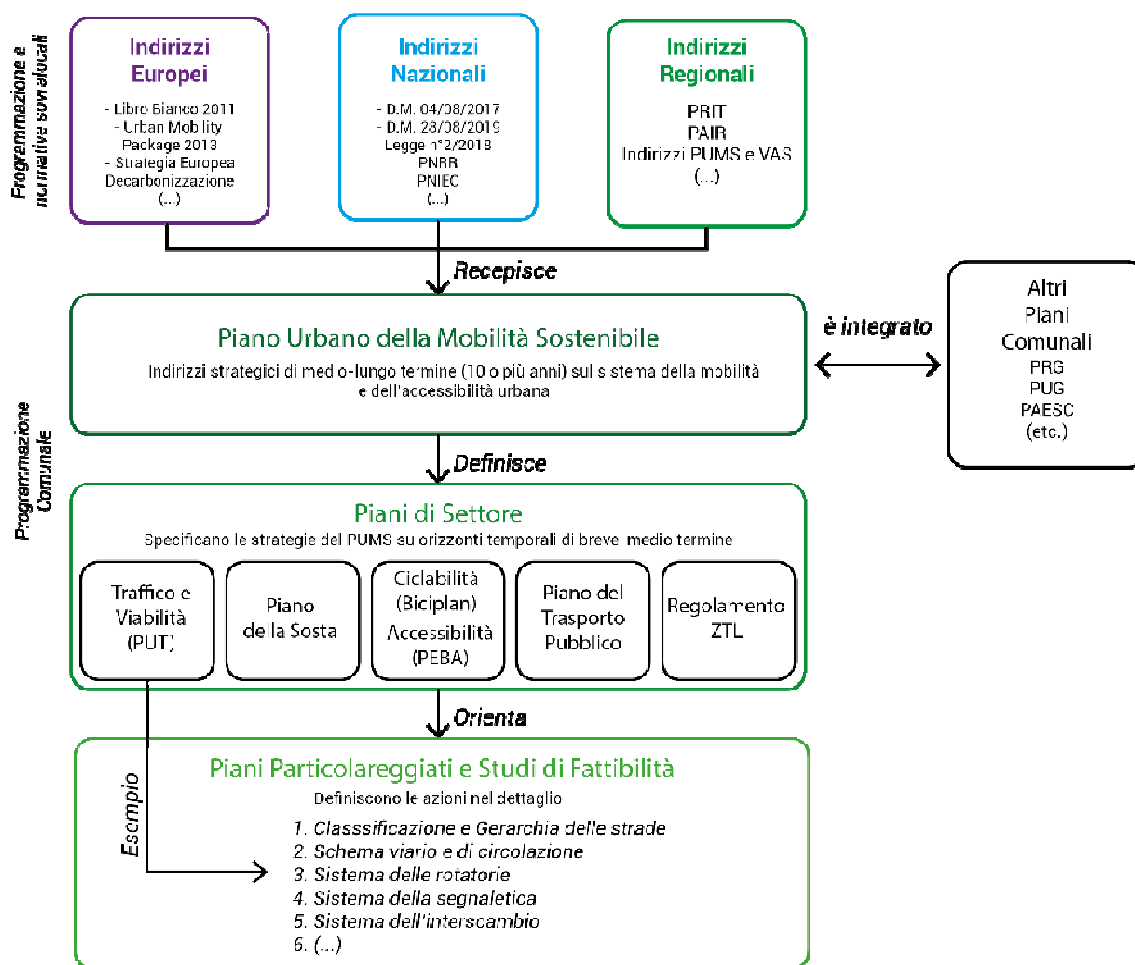 Programmazione e
normative sovralocali
Indirizzi
Europei
- Libro Bianco 2011
- Urban Mobility
Package 2013
- Strategia Europea
Decarbonizzazione
(...)
Indirizzi
Nazionali
- D.M. 04/08/2017
- D.M. 28/08/2019
Legge n°2/2018
PNRR
PNIEC
(...)
Indirizzi
Regionali
PRIT
PAIR
Indirizzi PUMS e VAS
(...)
Recepisce
Programmazione
Comunale
Piano Urbano della Mobilità Sostenibile
Indirizzi strategici di medio-lungo termine (10 o più anni) sul sistema della mobilità
e dell'accessibilità urbana
è integrato
Altri
Piani
Comunali
PRG
PUG
PAESC
(etc.)
Definisce
Piani di Settore
Specificano le strategie del PUMS su orizzonti temporali di breve medio termine
Traffico e
Viabilità
(PUT)
Piano
della Sosta
Ciclabilità
(Biciplan)
Accessibilità
(PEBA)
Piano del
Trasporto
Pubblico
Regolamento
ZTL
Orienta
Esempio
Piani Particolareggiati e Studi di Fattibilità
Definiscono le azioni nel dettaglio
1. Classsificazione e Gerarchia delle strade
2. Schema viario e di circolazione
3. Sistema delle rotatorie
4. Sistema della segnaletica
5. Sistema dell'interscambio
6. (...)